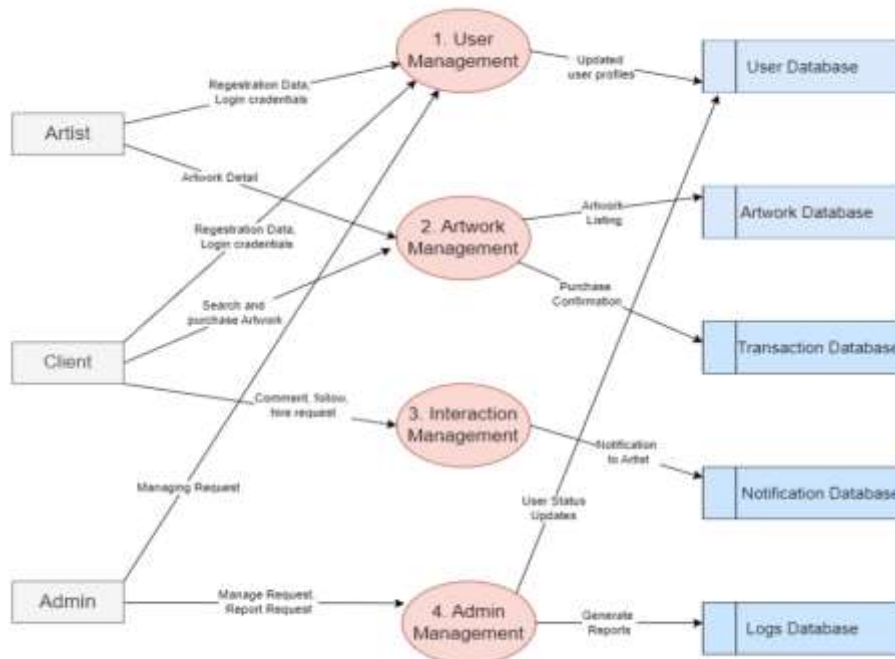 1. User
Management
Updated
user profiles
User Database
Regestration Data,
Login credentials
Artist
Artwork Detail
Regestration Data,
Login credentials
2. Artwork
Management
Artwork
Listing
Artwork Database
Search and
purchase Artwork
Purchase
Confirmation
Client
Transaction Database
Comment, follow,
hire request
3. Interaction
Management
Notification
to Artist
Managing Request
User Status
Updates
Notification Database
Admin
Manage Request,
Report Request
4. Admin
Management
Generate
Reports
Logs Database